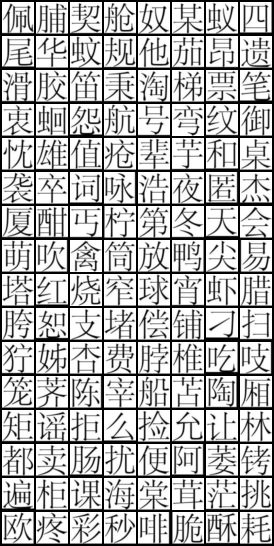 佩脯契舱奴某蚁四
尾华蚊规他茄昂遗
滑胶笛秉淘梯票笔
衷蛔怨航号弯纹御
忱雄值疮辈芋和桌
袭卒词咏浩夜匿杰
厦酣丐柠第冬天会
萌吹禽筒放鸭尖易
塔红烧窄球宵虾腊
胯恕支堵偿铺刁扫
狞姊杏费脖椎吃吱
笼荠陈宰船苫陶厢
矩谣拒么捡允让林
都卖肠扰便阿萎铐
遍柜课海棠茸茫挑
欧疼彩秒啡脆酥耗